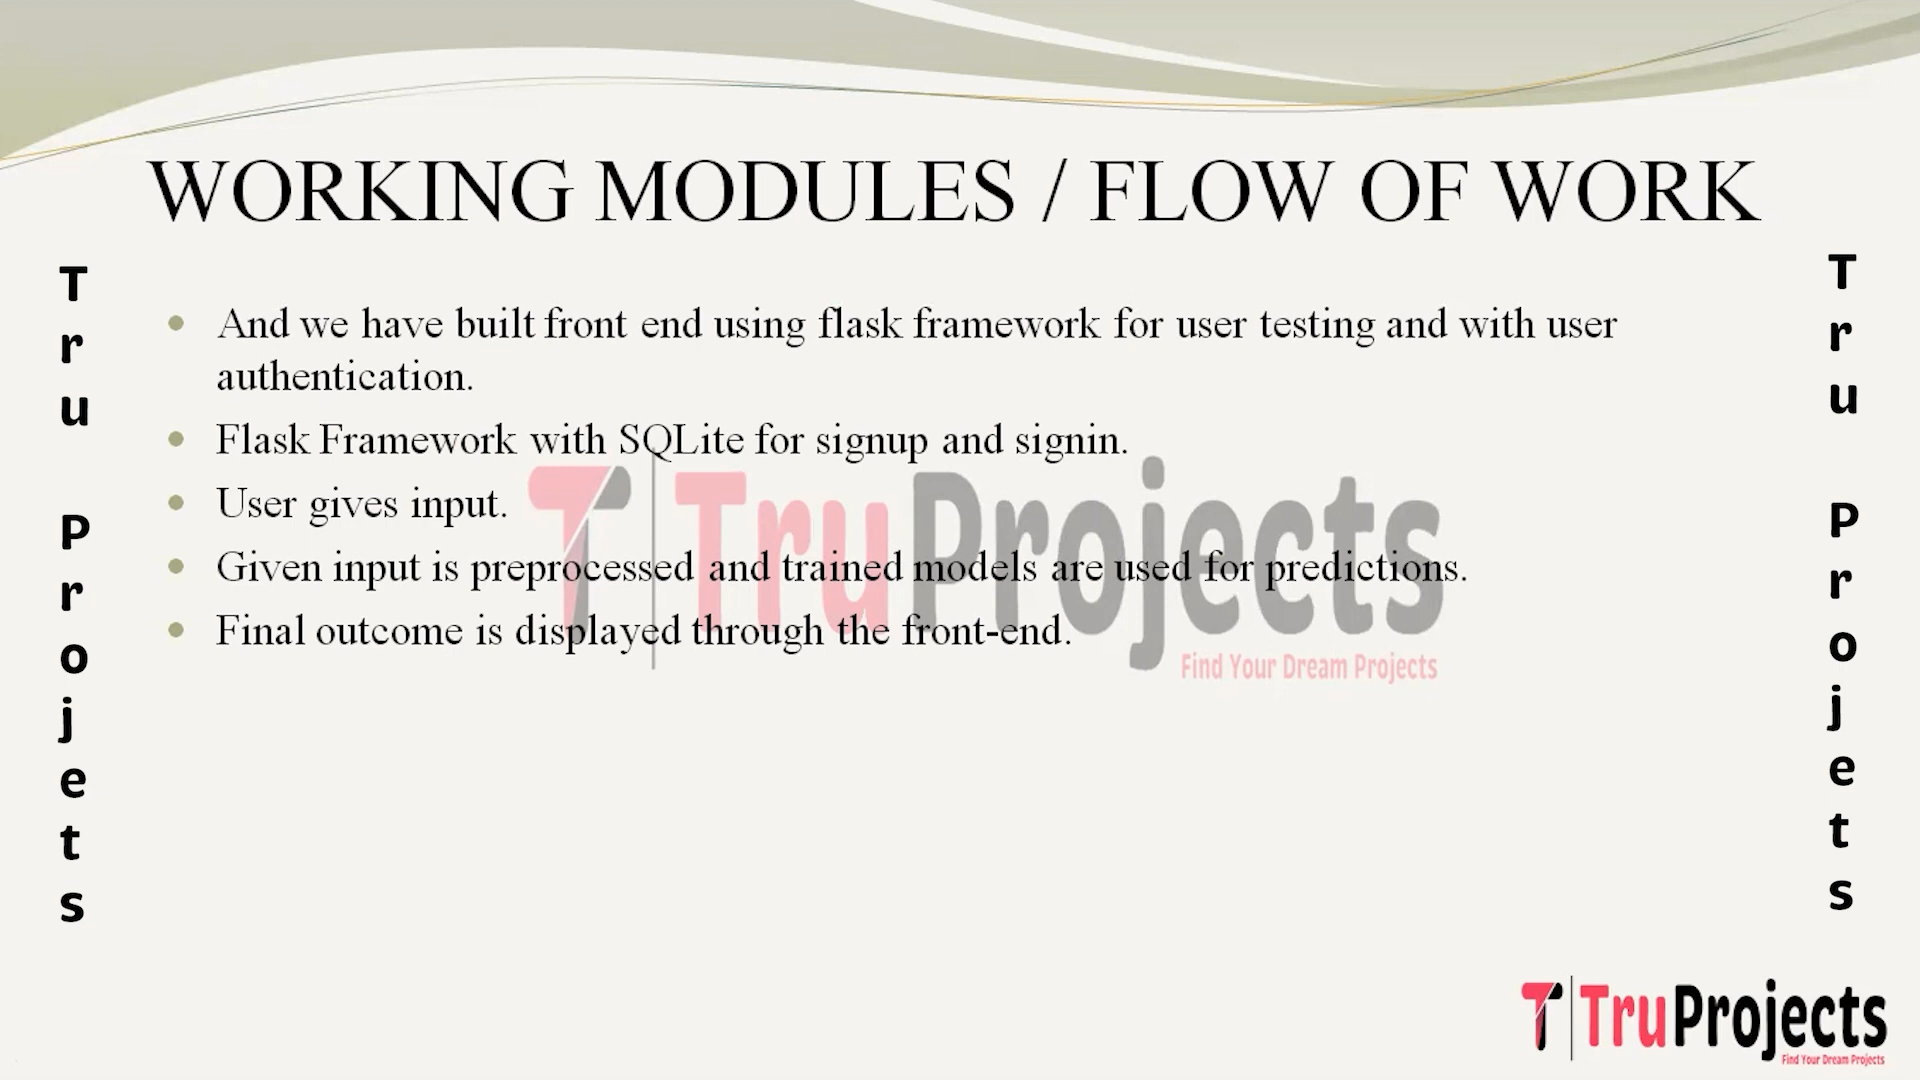 WORKING MODULES / FLOW OF WORK
And we have built front end using flask framework for user testing and with user
authentication.
Flask Framework with SQLite for signup and signin.
User gives input.
Given input is preprocessed and trained models are used for predictions.
Final outcome is displayed through the front-end.
Tru Projets
Tru Projets
TruProjects
Find Your Dream Projects
TruProjects
Find Your Dream Projects